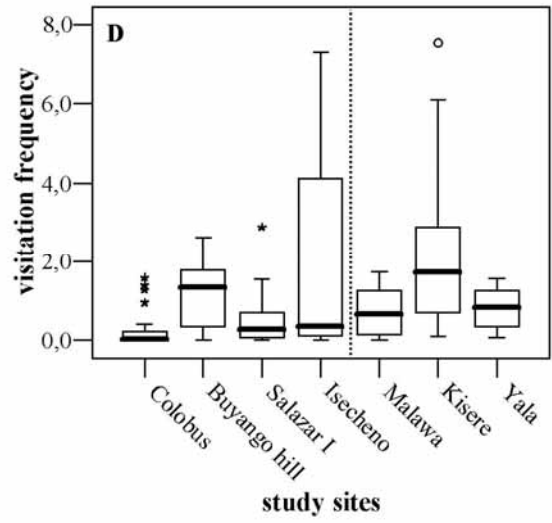 D
visitation frequency
8,0
6,0
4,0
2,0
0,0
Colobus
Buyango hill
Salazar I
Isecheno
Malawa
Kisere
Yala
study sites